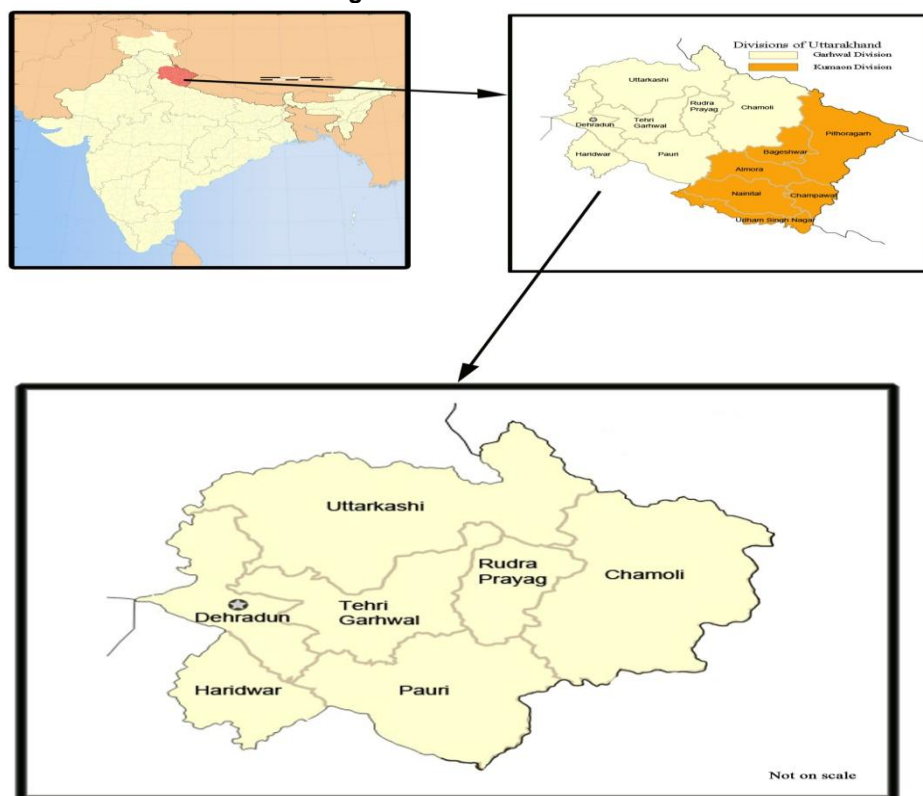 Divisions of Uttarakhand
Garhwal Division
Kumaon Division
Uttarkashi
Rudra
Prayag
Chamoli
Dehradun
Tehri
Garhwal
Pithoragarh
Haridwar
Pauri
Bageshwar
Almora
Nainital
Champawat
Udham Singh Nagar
Uttarkashi
Rudra
Prayag
Chamoli
Tehri
Garhwal
Dehradun
Haridwar
Pauri
Not on scale